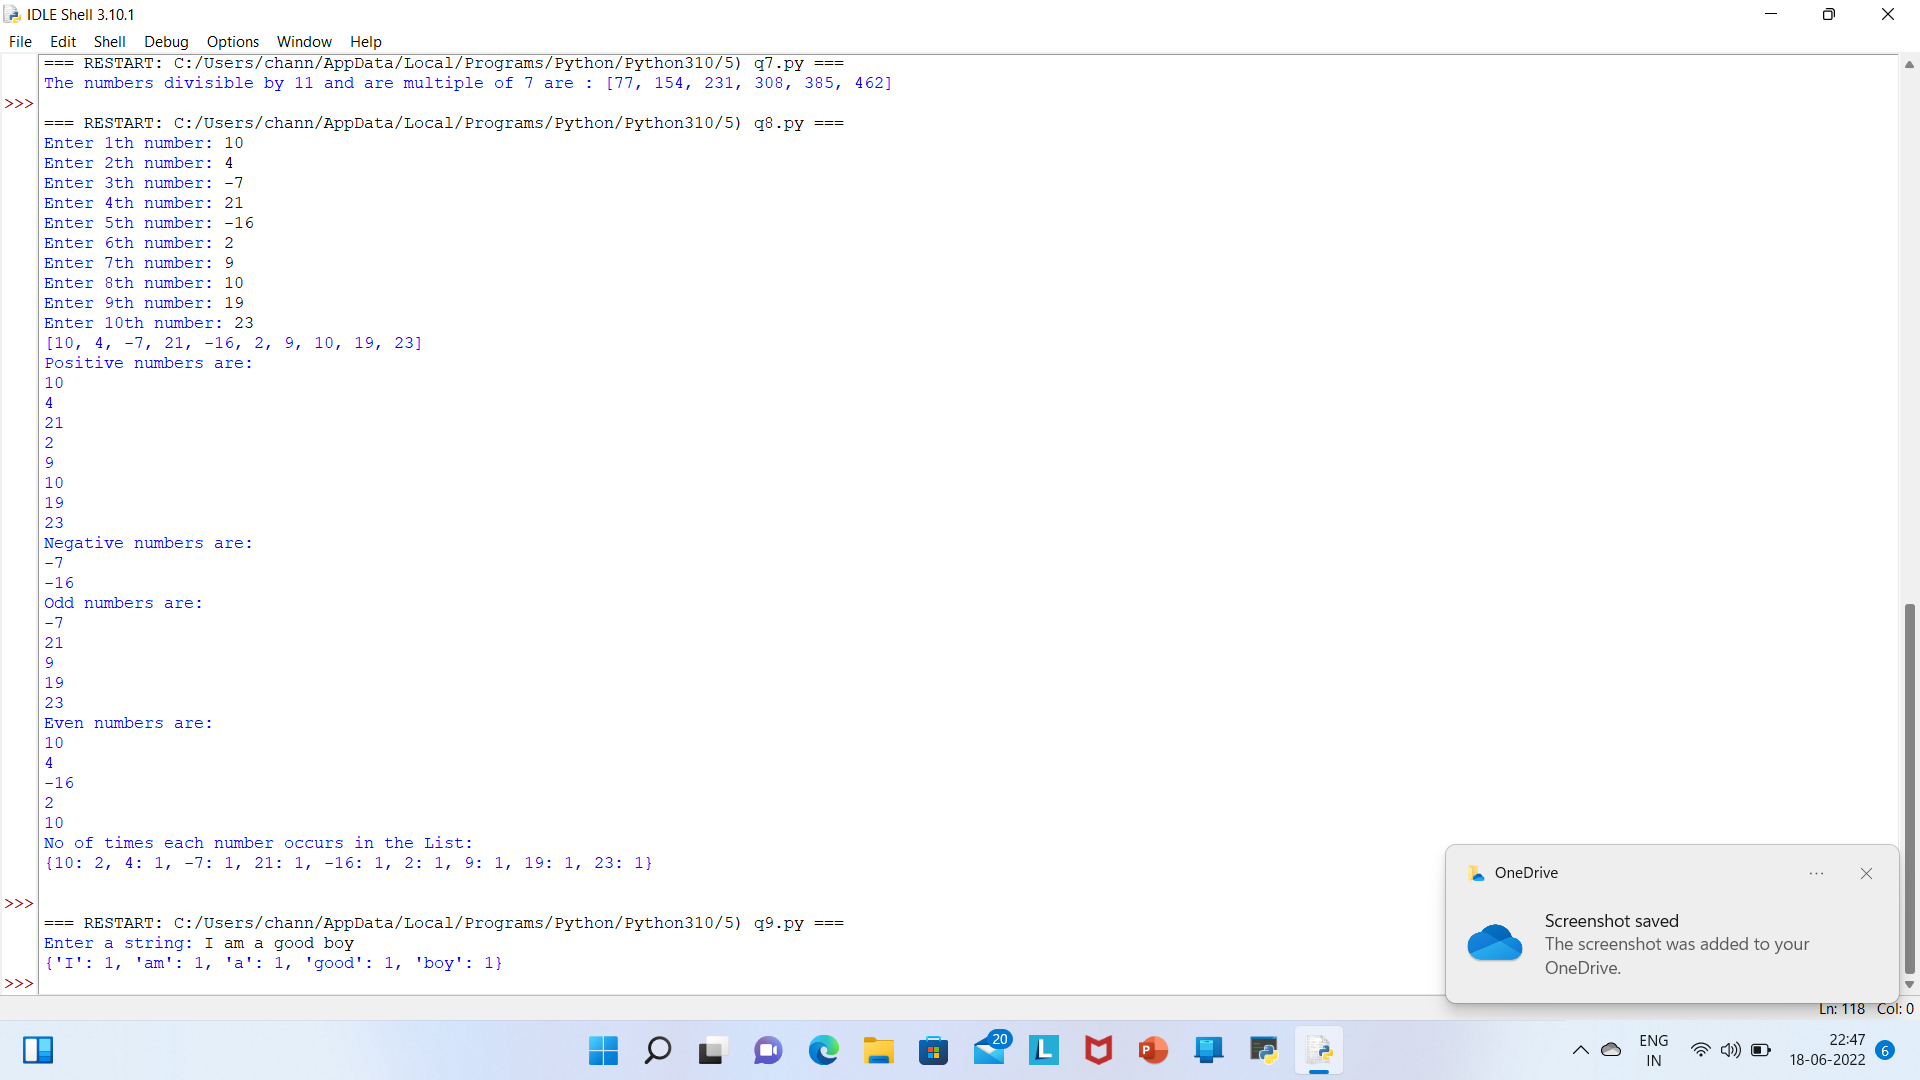 IDLE Shell 3.10.1
File Edit Shell Debug Options Window Help
=== RESTART: C:/Users/chann/AppData/Local/Programs/Python/Python310/5) q7.py ===
The numbers divisible by 11 and are multiple of 7 are : [77, 154, 231, 308, 385, 462]
>>>
=== RESTART: C:/Users/chann/AppData/Local/Programs/Python/Python310/5) q8.py ===
Enter 1th number: 10
Enter 2th number: 4
Enter 3th number: -7
Enter 4th number: 21
Enter 5th number: -16
Enter 6th number: 2
Enter 7th number: 9
Enter 8th number: 10
Enter 9th number: 19
Enter 10th number: 23
[10, 4, -7, 21, -16, 2, 9, 10, 19, 23]
Positive numbers are:
10
4
21
2
9
10
19
23
Negative numbers are:
-7
-16
Odd numbers are:
-7
21
9
19
23
Even numbers are:
10
4
-16
2
10
No of times each number occurs in the List:
{10: 2, 4: 1, -7: 1, 21: 1, -16: 1, 2: 1, 9: 1, 19: 1, 23: 1}
>>>
=== RESTART: C:/Users/chann/AppData/Local/Programs/Python/Python310/5) q9.py ===
Enter a string: I am a good boy
{'I': 1, 'am': 1, 'a': 1, 'good': 1, 'boy': 1}
>>>
OneDrive
Screenshot saved
The screenshot was added to your
OneDrive.
Ln: 118 Col: 0
20
L
P
ENG
IN
22:47
18-06-2022
6